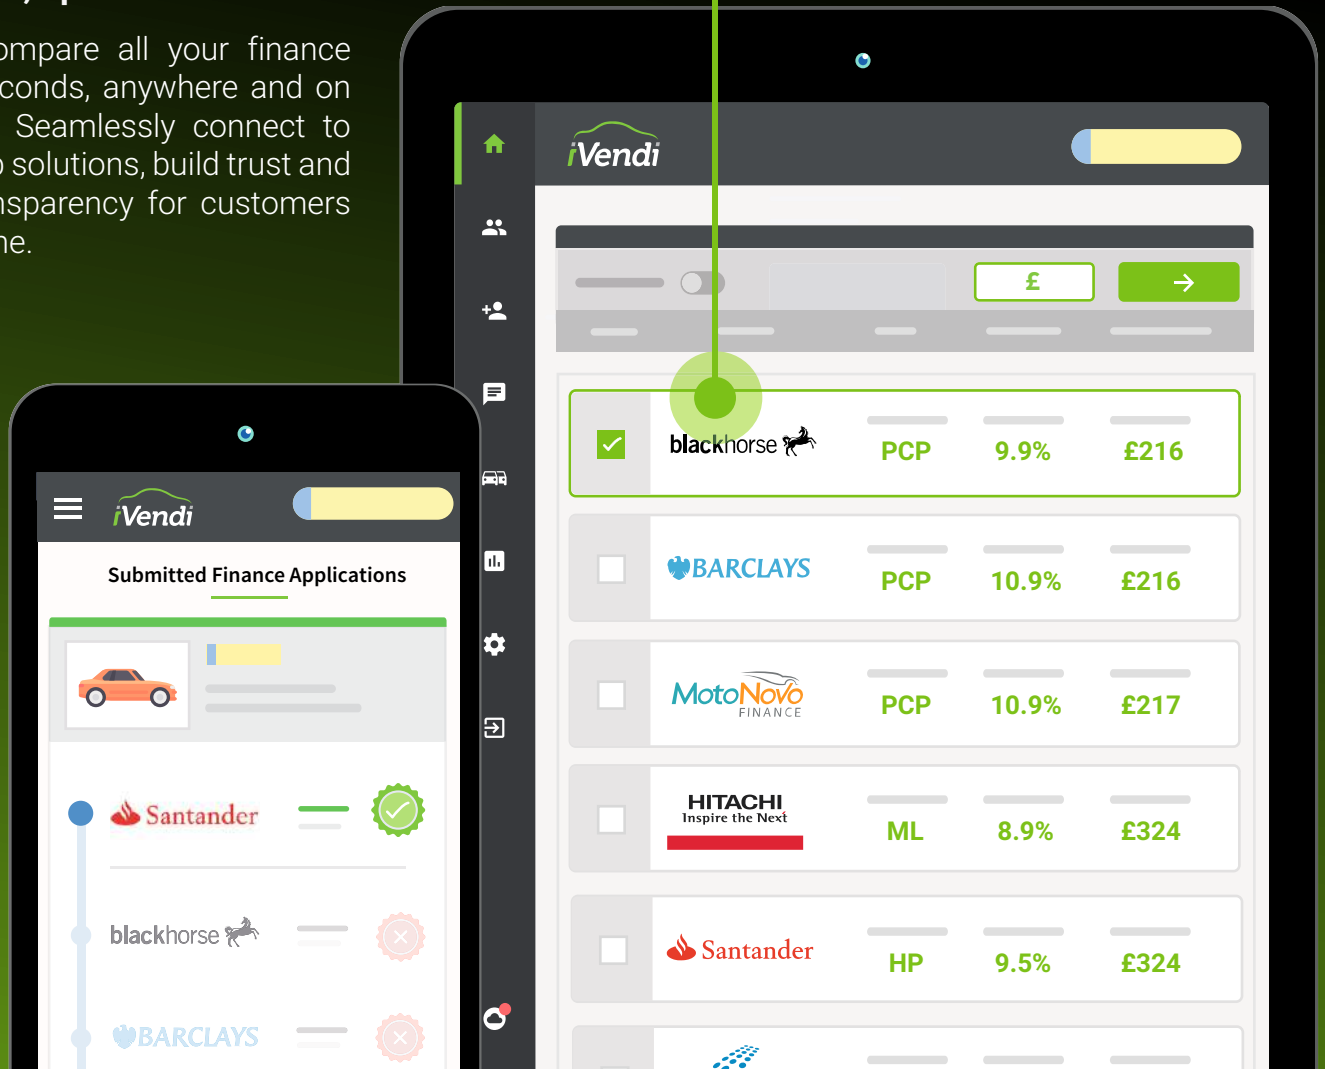 ompare all your finance
conds, anywhere and on
Seamlessly connect to
solutions, build trust and
nsparency for customers
ne.
iVendi
£
blackhorse PCP 9.9% £216
BARCLAYS PCP 10.9% £216
MotoNovo FINANCE PCP 10.9% £217
HITACHI
Inspire the Next ML 8.9% £324
Santander HP 9.5% £324
iVendi
Submitted Finance Applications
Santander
blackhorse
BARCLAYS